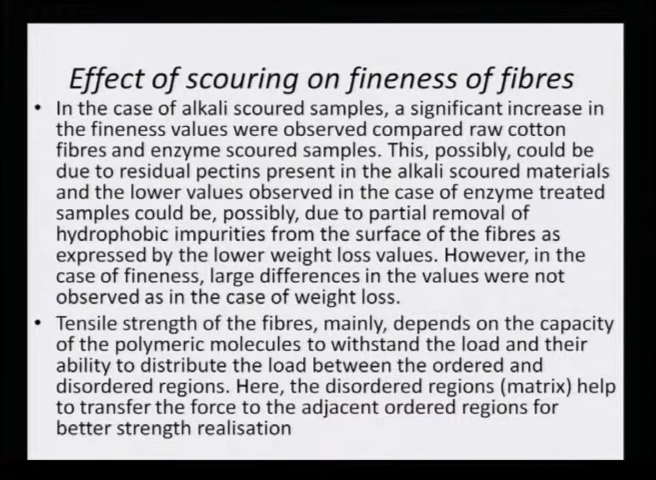 Effect of scouring on fineness of fibres
• In the case of alkali scoured samples, a significant increase in
the fineness values were observed compared raw cotton
fibres and enzyme scoured samples. This, possibly, could be
due to residual pectins present in the alkali scoured materials
and the lower values observed in the case of enzyme treated
samples could be, possibly, due to partial removal of
hydrophobic impurities from the surface of the fibres as
expressed by the lower weight loss values. However, in the
case of fineness, large differences in the values were not
observed as in the case of weight loss.
• Tensile strength of the fibres, mainly, depends on the capacity
of the polymeric molecules to withstand the load and their
ability to distribute the load between the ordered and
disordered regions. Here, the disordered regions (matrix) help
to transfer the force to the adjacent ordered regions for
better strength realisation